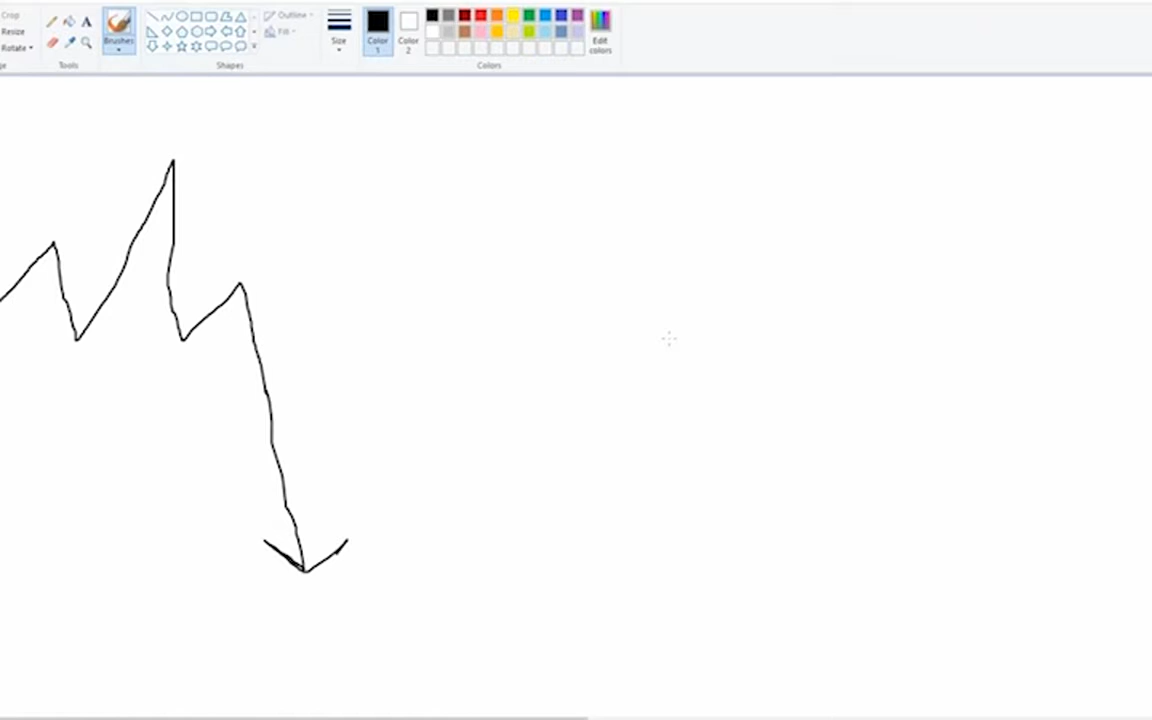 Crop
Resize
Rotate
Tools
Brushes
Shapes
Outline
Fill
Size
Color 1
Color 2
Edit colors
Colors